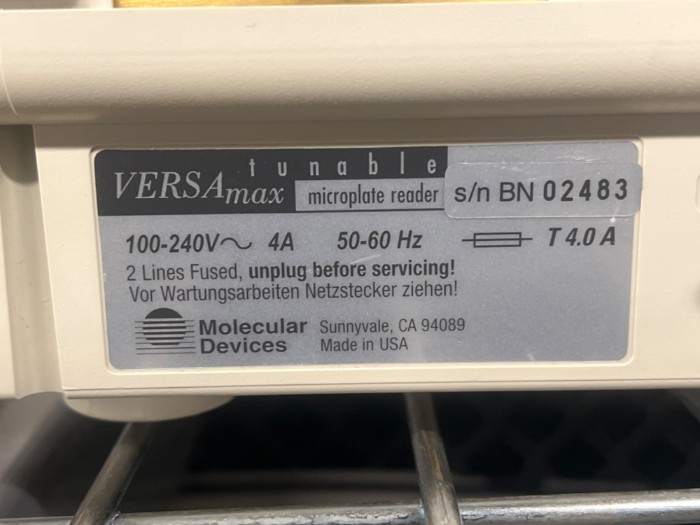 tunable
VERSAmax microplate reader s/n BN 02483
100-240V∼ 4A 50-60 Hz T 4.0 A
2 Lines Fused, unplug before servicing!
Vor Wartungsarbeiten Netzstecker ziehen!
Molecular Sunnyvale, CA 94089
Devices Made in USA